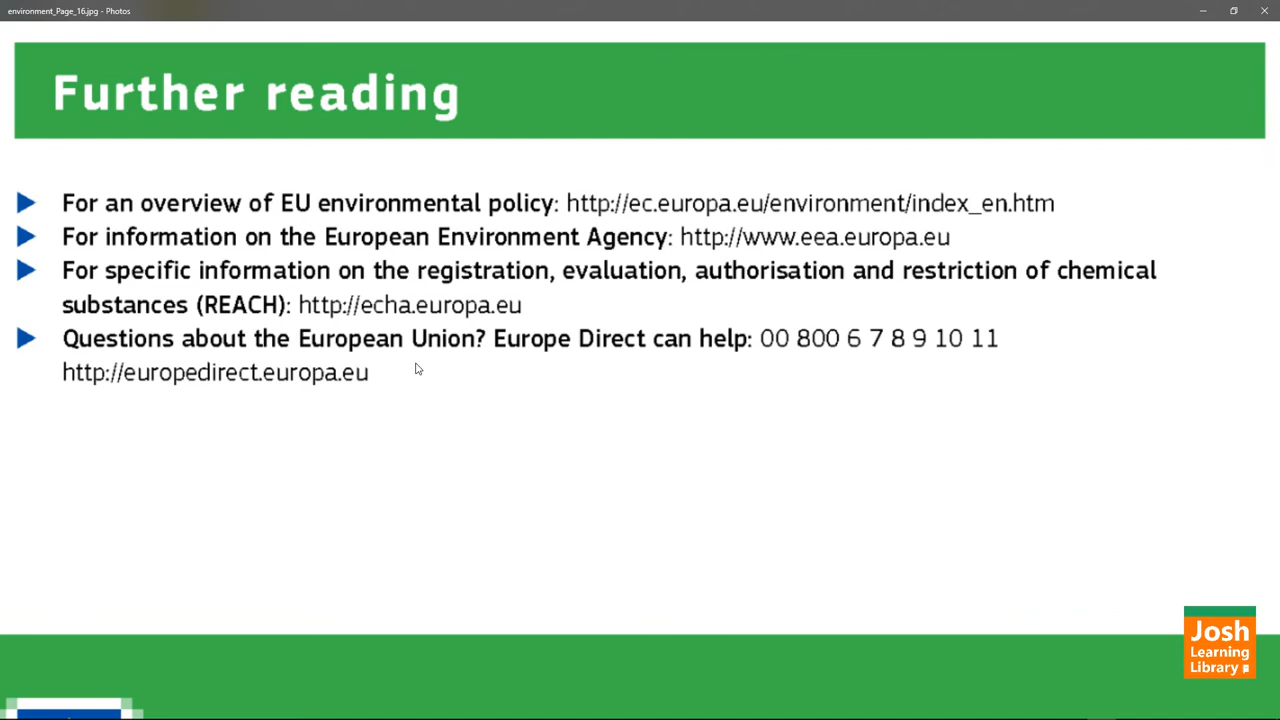 environment_Page_16.jpg - Photos
Further reading
For an overview of EU environmental policy: http://ec.europa.eu/environment/index_en.htm
For information on the European Environment Agency: http://www.eea.europa.eu
For specific information on the registration, evaluation, authorisation and restriction of chemical
substances (REACH): http://echa.europa.eu
Questions about the European Union? Europe Direct can help: 00 800 6 7 8 9 10 11
http://europedirect.europa.eu
Josh
Learning
Library